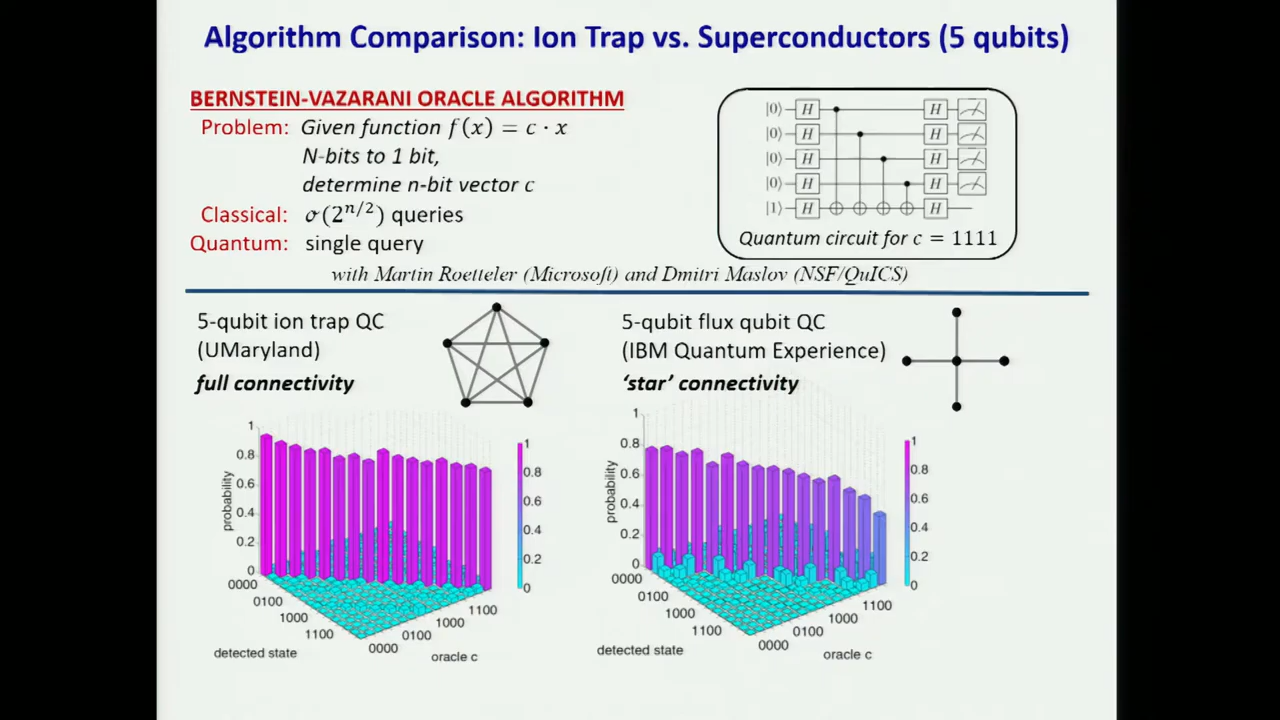 Algorithm Comparison: Ion Trap vs. Superconductors (5 qubits)
BERNSTEIN-VAZARANI ORACLE ALGORITHM
Problem: Given function f(x) = c · x
N-bits to 1 bit,
determine n-bit vector c
Classical: 𝒪(2^{n/2}) queries
Quantum: single query
|0⟩ H H
|0⟩ H H
|0⟩ H H
|0⟩ H H
|1⟩ H H
Quantum circuit for c = 1111
with Martin Roetteler (Microsoft) and Dmitri Maslov (NSF/QuICS)
5-qubit ion trap QC
(UMaryland)
full connectivity
1
0.8
0.6
0.4
0.2
0
probability
0000
0100
1000
1100
detected state
0000
0100
1000
1100
oracle c
1
0.8
0.6
0.4
0.2
0
5-qubit flux qubit QC
(IBM Quantum Experience)
‘star’ connectivity
1
0.8
0.6
0.4
0.2
0
probability
0000
0100
1000
1100
detected state
0000
0100
1000
1100
oracle c
1
0.8
0.6
0.4
0.2
0